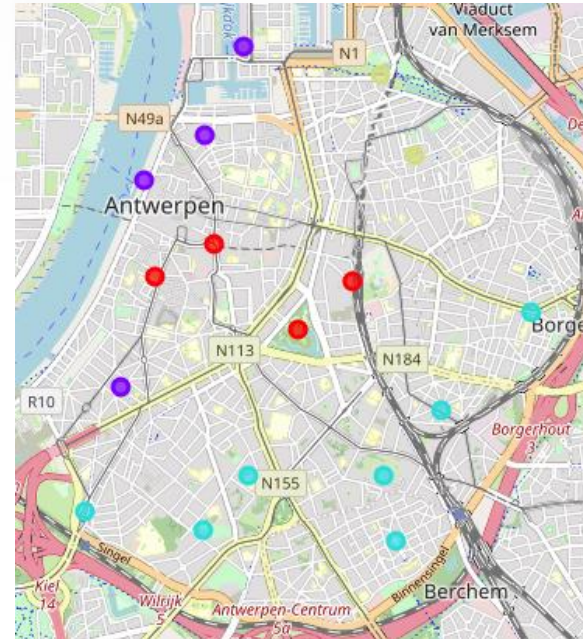 Viaduct
van Merksem
N1
N49a
Antwerpen
N113
N184
Borge
R10
Borgerhout
3
N155
Singel
Kiel
14
Wilrijk
5
Antwerpen-Centrum
5a
Binnensingel
Berchem